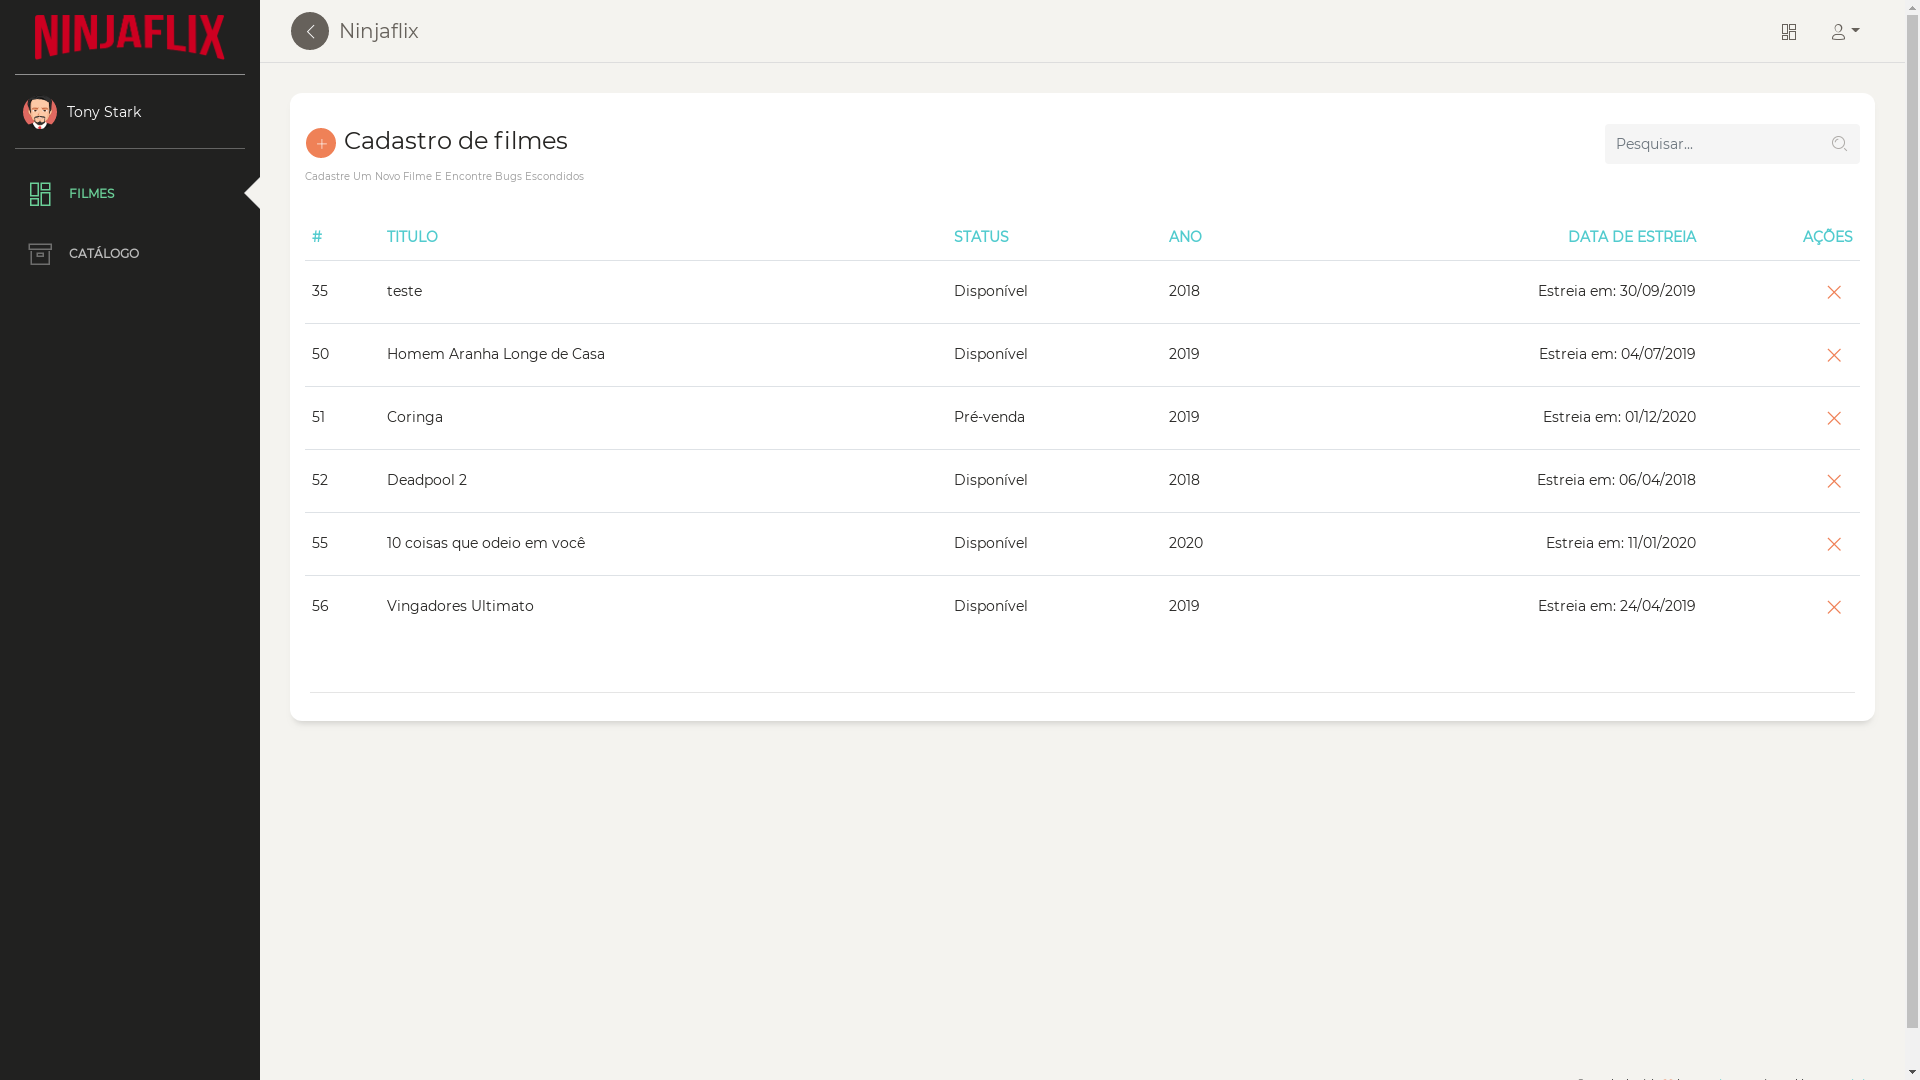 NINJAFLIX
Ninjaflix
Tony Stark
FILMES
CATÁLOGO
Cadastro de filmes
Pesquisar...
Cadastre Um Novo Filme E Encontre Bugs Escondidos
# TITULO STATUS ANO DATA DE ESTREIA AÇÕES
35 teste Disponível 2018 Estreia em: 30/09/2019
50 Homem Aranha Longe de Casa Disponível 2019 Estreia em: 04/07/2019
51 Coringa Pré-venda 2019 Estreia em: 01/12/2020
52 Deadpool 2 Disponível 2018 Estreia em: 06/04/2018
55 10 coisas que odeio em você Disponível 2020 Estreia em: 11/01/2020
56 Vingadores Ultimato Disponível 2019 Estreia em: 24/04/2019